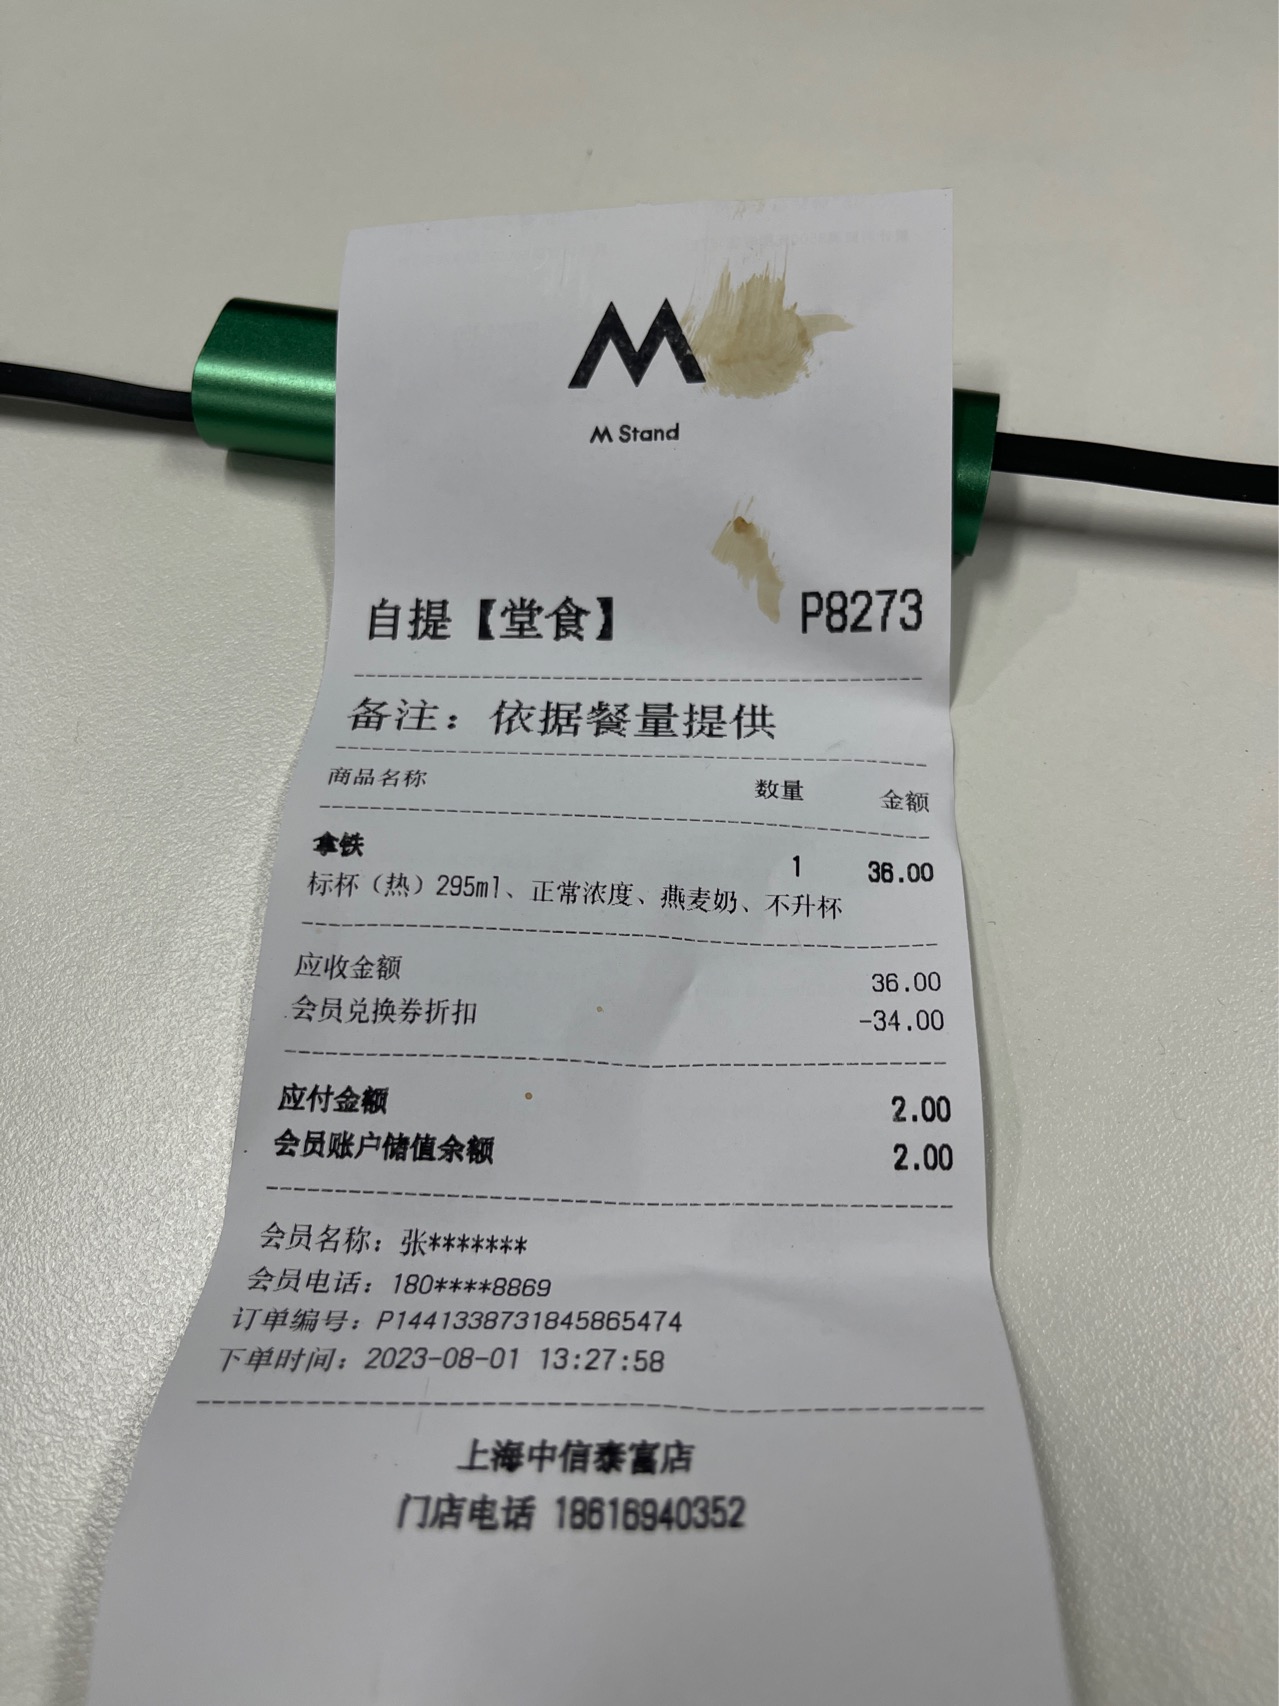 M Stand
自提【堂食】 P8273
备注：依据餐量提供
商品名称 数量 金额
拿铁 1 36.00
标杯（热）295ml、正常浓度、燕麦奶、不升杯
应收金额 36.00
会员兑换券折扣 -34.00
应付金额 2.00
会员账户储值余额 2.00
会员名称：张*******
会员电话：180****8869
订单编号：P1441338731845865474
下单时间：2023-08-01 13:27:58
上海中信泰富店
门店电话 18616940352